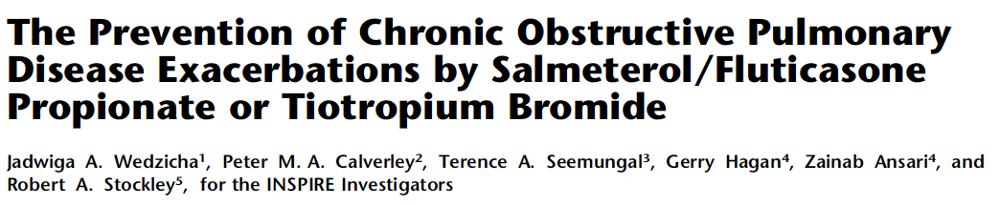 The Prevention of Chronic Obstructive Pulmonary
Disease Exacerbations by Salmeterol/Fluticasone
Propionate or Tiotropium Bromide
Jadwiga A. Wedzicha¹, Peter M. A. Calverley², Terence A. Seemungal³, Gerry Hagan⁴, Zainab Ansari⁴, and
Robert A. Stockley⁵, for the INSPIRE Investigators